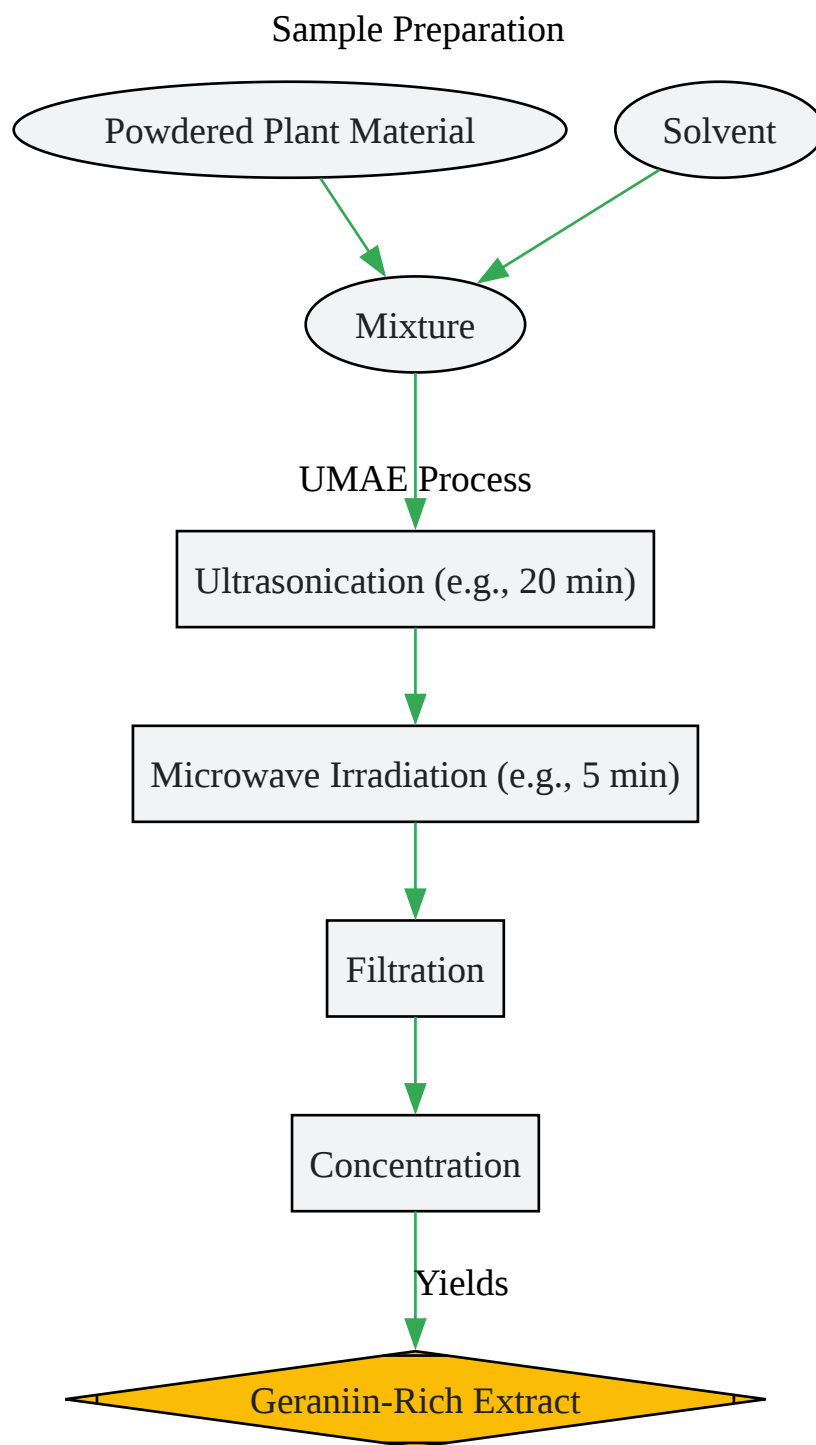 Sample Preparation
Powdered Plant Material
Solvent
Mixture
UMAE Process
Ultrasonication (e.g., 20 min)
Microwave Irradiation (e.g., 5 min)
Filtration
Concentration
Yields
Geraniin-Rich Extract